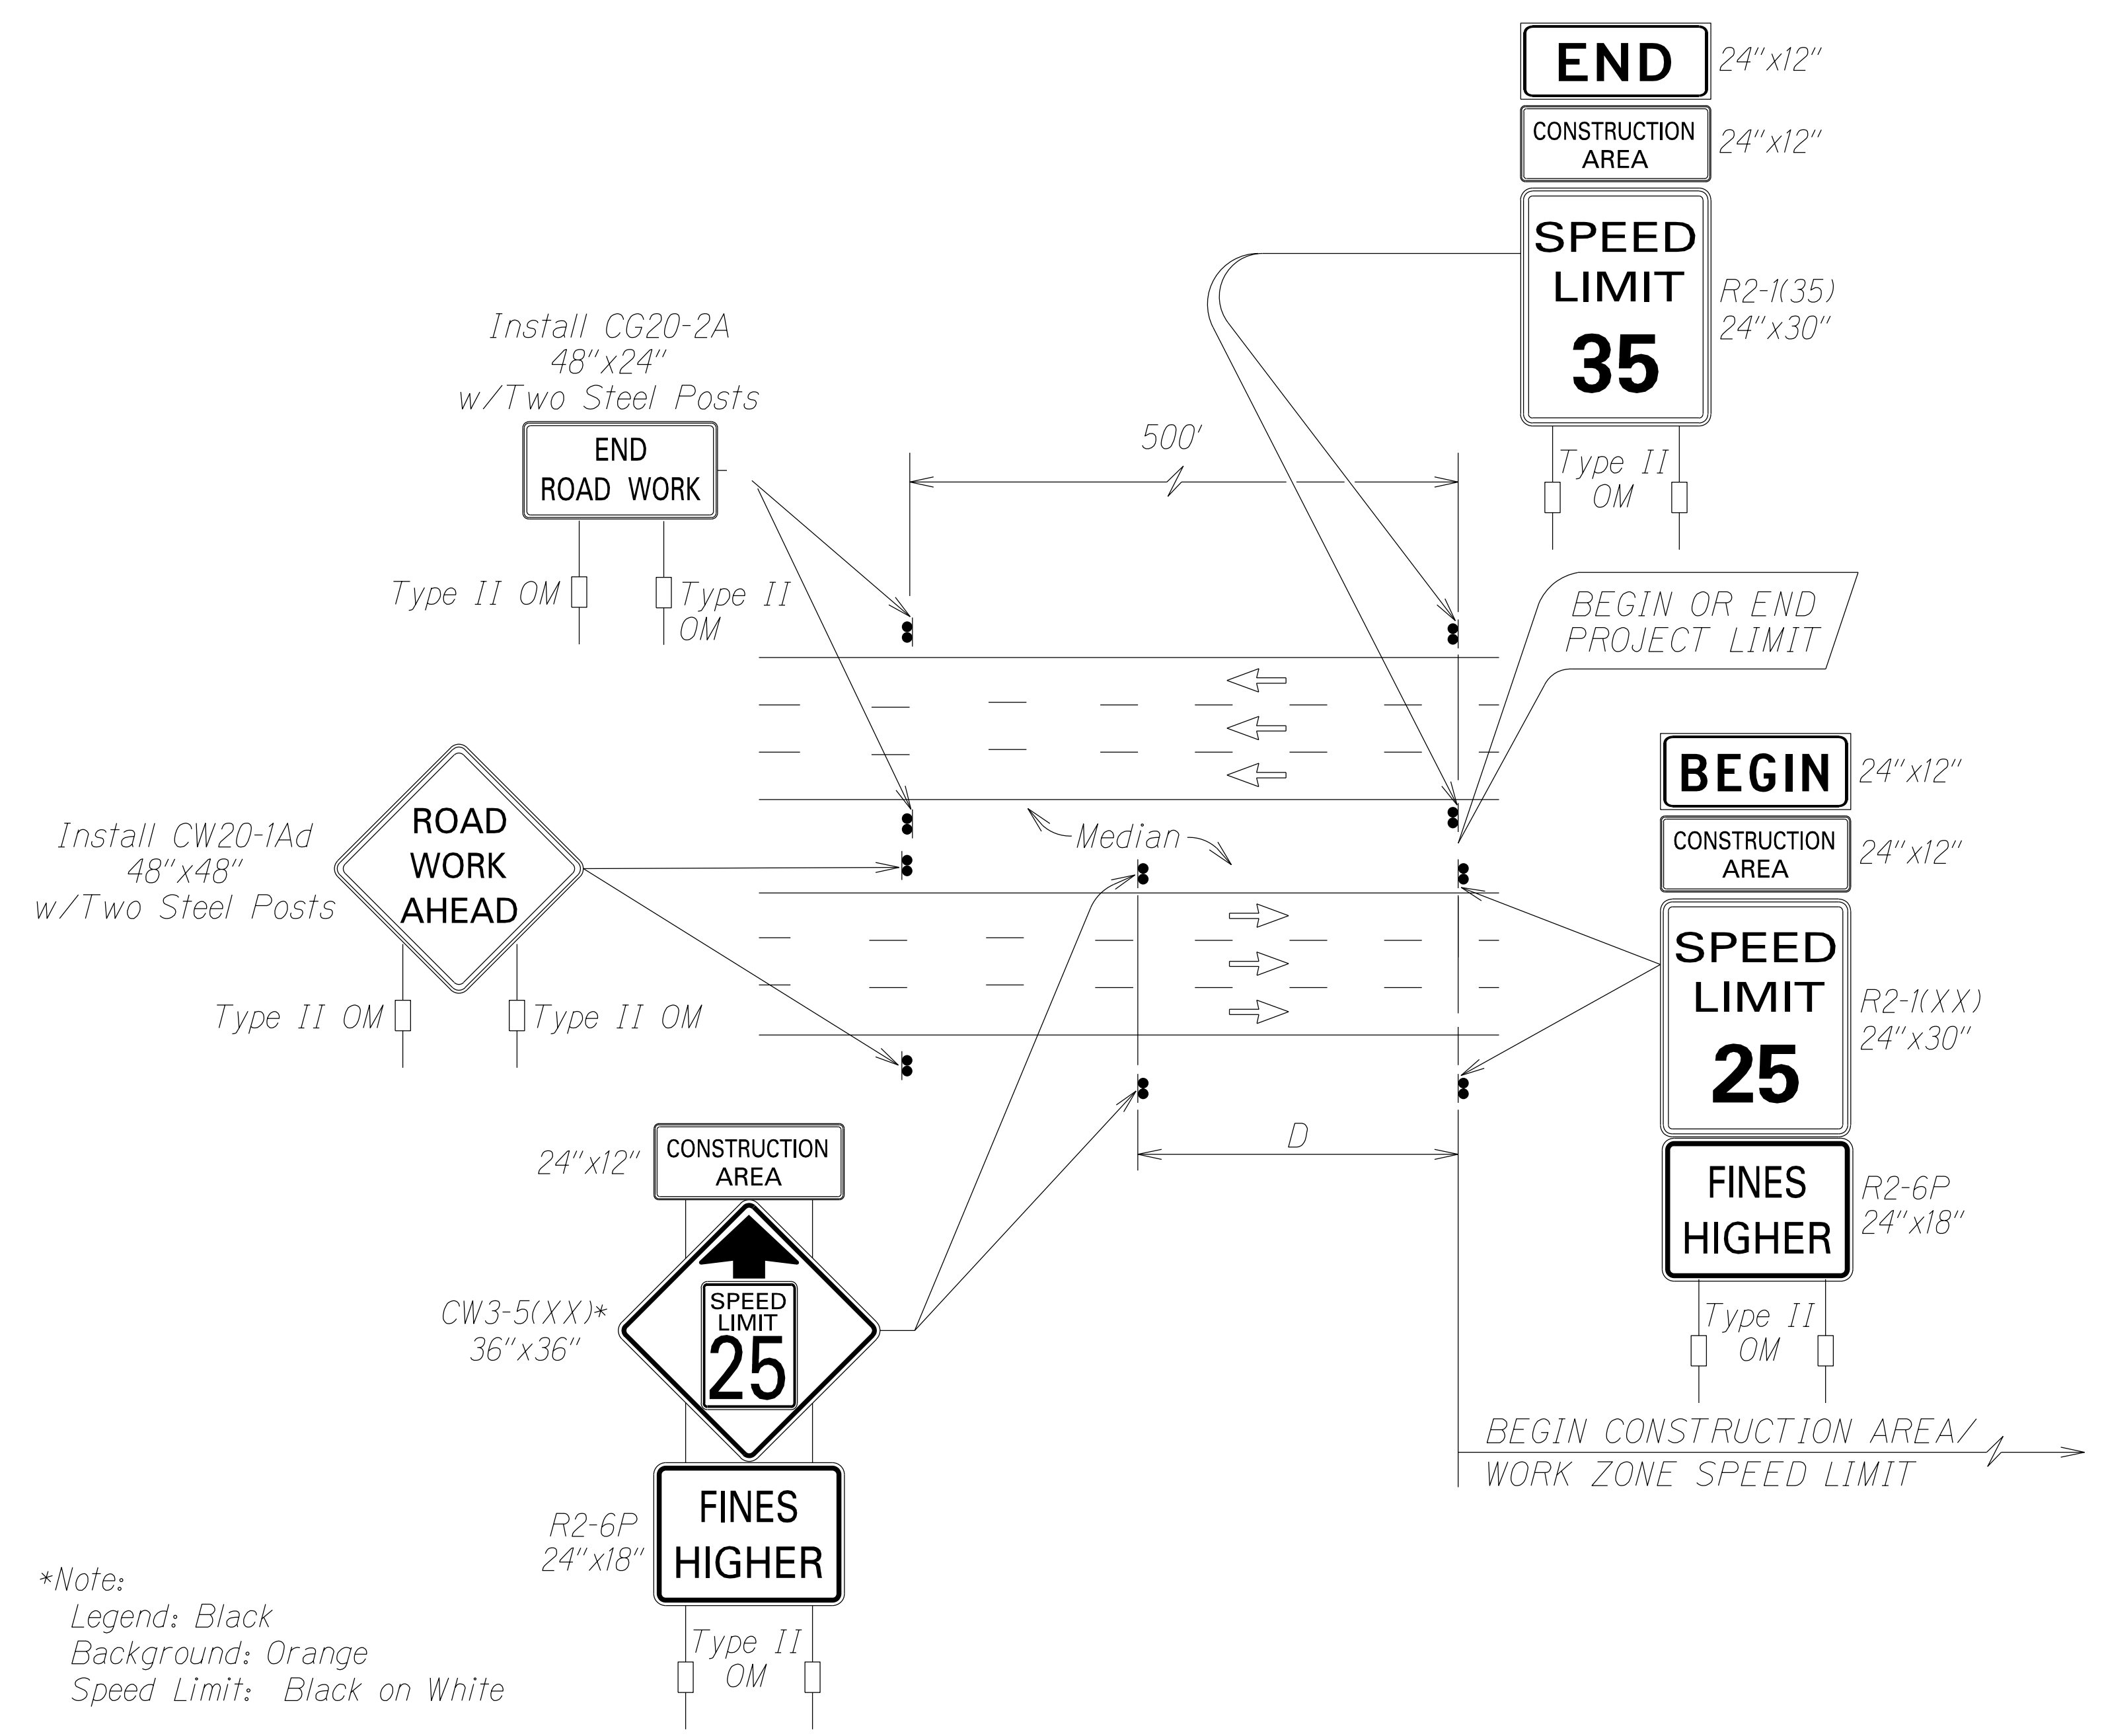 END
24"x12"
CONSTRUCTION
AREA
24"x12"
SPEED
LIMIT
35
R2-1(35)
24"x30"
Type II
OM
Install CG20-2A
48"x24"
w/Two Steel Posts
END
ROAD WORK
Type II OM
Type II
OM
500'
BEGIN OR END
PROJECT LIMIT
Install CW20-1Ad
48"x48"
w/Two Steel Posts
ROAD
WORK
AHEAD
Type II OM
Type II OM
Median
BEGIN
24"x12"
CONSTRUCTION
AREA
24"x12"
SPEED
LIMIT
25
R2-1(XX)
24"x30"
FINES
HIGHER
R2-6P
24"x18"
Type II
OM
D
24"x12"
CONSTRUCTION
AREA
CW3-5(XX)*
36"x36"
SPEED
LIMIT
25
R2-6P
24"x18"
FINES
HIGHER
Type II
OM
BEGIN CONSTRUCTION AREA/
WORK ZONE SPEED LIMIT
*Note:
Legend: Black
Background: Orange
Speed Limit: Black on White